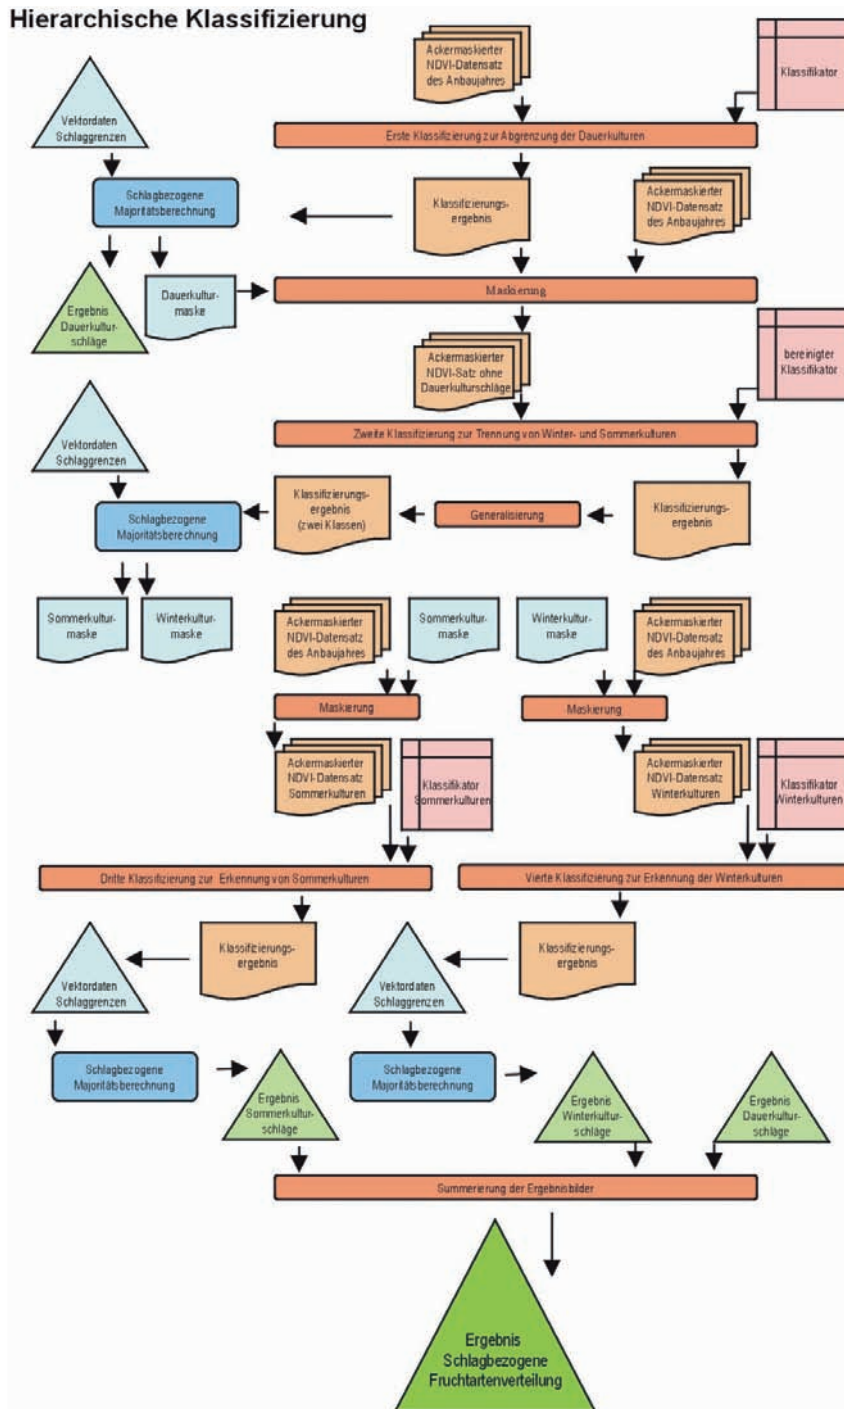 Hierarchische Klassifizierung
Ackermaskierter
NDVI-Datensatz
des Anbaujahres
Klassifikator
Vektordaten
Schlaggrenzen
Erste Klassifizierung zur Abgrenzung der Dauerkulturen
Schlagbezogene
Majoritätsberechnung
Klassifizierungs-
ergebnis
Ackermaskierter
NDVI-Datensatz
des Anbaujahres
Ergebnis
Dauerkultur-
schläge
Dauerkultur-
maske
Maskierung
Ackermaskierter
NDVI-Satz ohne
Dauerkulturschläge
bereinigter
Klassifikator
Vektordaten
Schlaggrenzen
Zweite Klassifizierung zur Trennung von Winter- und Sommerkulturen
Schlagbezogene
Majoritätsberechnung
Klassifizierungs-
ergebnis
(zwei Klassen)
Generalisierung
Klassifizierungs-
ergebnis
Sommerkultur-
maske
Winterkultur-
maske
Ackermaskierter
NDVI-Datensatz
des Anbaujahres
Sommerkultur-
maske
Winterkultur-
maske
Ackermaskierter
NDVI-Datensatz
des Anbaujahres
Maskierung
Maskierung
Ackermaskierter
NDVI-Datensatz
Sommerkulturen
Klassifikator
Sommerkulturen
Ackermaskierter
NDVI-Datensatz
Winterkulturen
Klassifikator
Winterkulturen
Dritte Klassifizierung zur Erkennung von Sommerkulturen
Vierte Klassifizierung zur Erkennung der Winterkulturen
Vektordaten
Schlaggrenzen
Klassifizierungs-
ergebnis
Vektordaten
Schlaggrenzen
Klassifizierungs-
ergebnis
Schlagbezogene
Majoritätsberechnung
Ergebnis
Sommerkultur-
schläge
Schlagbezogene
Majoritätsberechnung
Ergebnis
Winterkultur-
schläge
Ergebnis
Dauerkultur-
schläge
Summierung der Ergebnisbilder
Ergebnis
Schlagbezogene
Fruchtartenverteilung